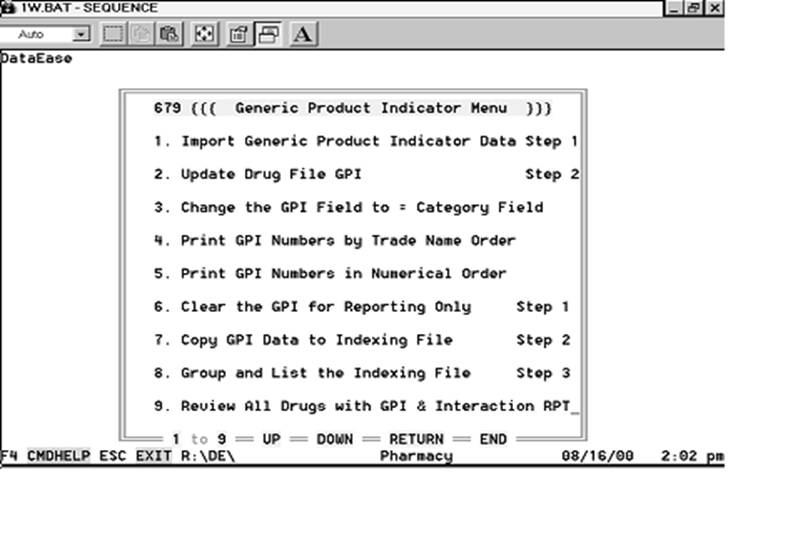 1W.BAT - SEQUENCE
Auto A
DataEase
679 ((( Generic Product Indicator Menu )))
1. Import Generic Product Indicator Data Step 1
2. Update Drug File GPI Step 2
3. Change the GPI Field to = Category Field
4. Print GPI Numbers by Trade Name Order
5. Print GPI Numbers in Numerical Order
6. Clear the GPI for Reporting Only Step 1
7. Copy GPI Data to Indexing File Step 2
8. Group and List the Indexing File Step 3
9. Review All Drugs with GPI & Interaction RPT_
1 to 9 UP DOWN RETURN END
F4 CMDHELP ESC EXIT R:\DE\ Pharmacy 08/16/00 2:02 pm